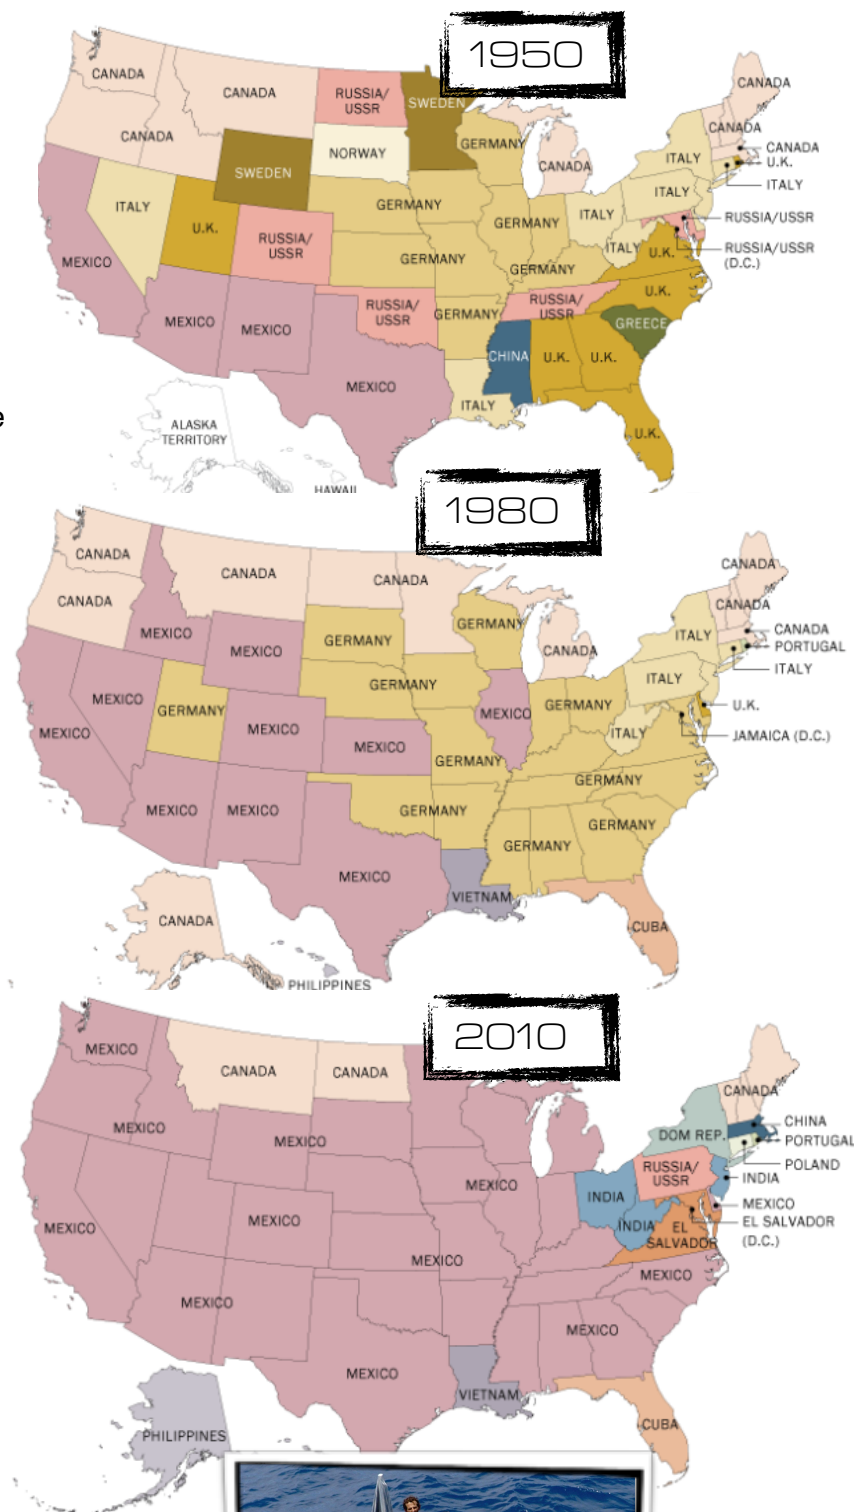 1950
CANADA
CANADA
RUSSIA/
USSR
SWEDEN
CANADA
CANADA
CANADA
GERMANY
ITALY
CANADA
U.K.
NORWAY
CANADA
SWEDEN
ITALY
ITALY
GERMANY
ITALY
ITALY
RUSSIA/USSR
U.K.
GERMANY
RUSSIA/
USSR
ITALY
U.K.
RUSSIA/USSR
(D.C.)
MEXICO
GERMANY
GERMANY
U.K.
RUSSIA/
USSR
RUSSIA/
USSR
GERMANY
MEXICO
MEXICO
GREECE
CHINA
U.K.
U.K.
MEXICO
ITALY
e
ALASKA
TERRITORY
U.K.
HAWAII
1980
CANADA
CANADA
CANADA
CANADA
CANADA
CANADA
GERMANY
CANADA
MEXICO
ITALY
PORTUGAL
GERMANY
MEXICO
CANADA
ITALY
ITALY
GERMANY
MEXICO
GERMANY
MEXICO
GERMANY
U.K.
MEXICO
MEXICO
ITALY
JAMAICA (D.C.)
MEXICO
GERMANY
GERMANY
MEXICO
MEXICO
GERMANY
GERMANY
GERMANY
MEXICO
VIETNAM
CANADA
CUBA
PHILIPPINES
2010
MEXICO
CANADA
CANADA
CANADA
CHINA
MEXICO
MEXICO
DOM REP.
PORTUGAL
RUSSIA/
USSR
POLAND
INDIA
MEXICO
INDIA
MEXICO
MEXICO
MEXICO
INDIA
EL
SALVADOR
EL SALVADOR
(D.C.)
MEXICO
MEXICO
MEXICO
MEXICO
MEXICO
VIETNAM
PHILIPPINES
CUBA